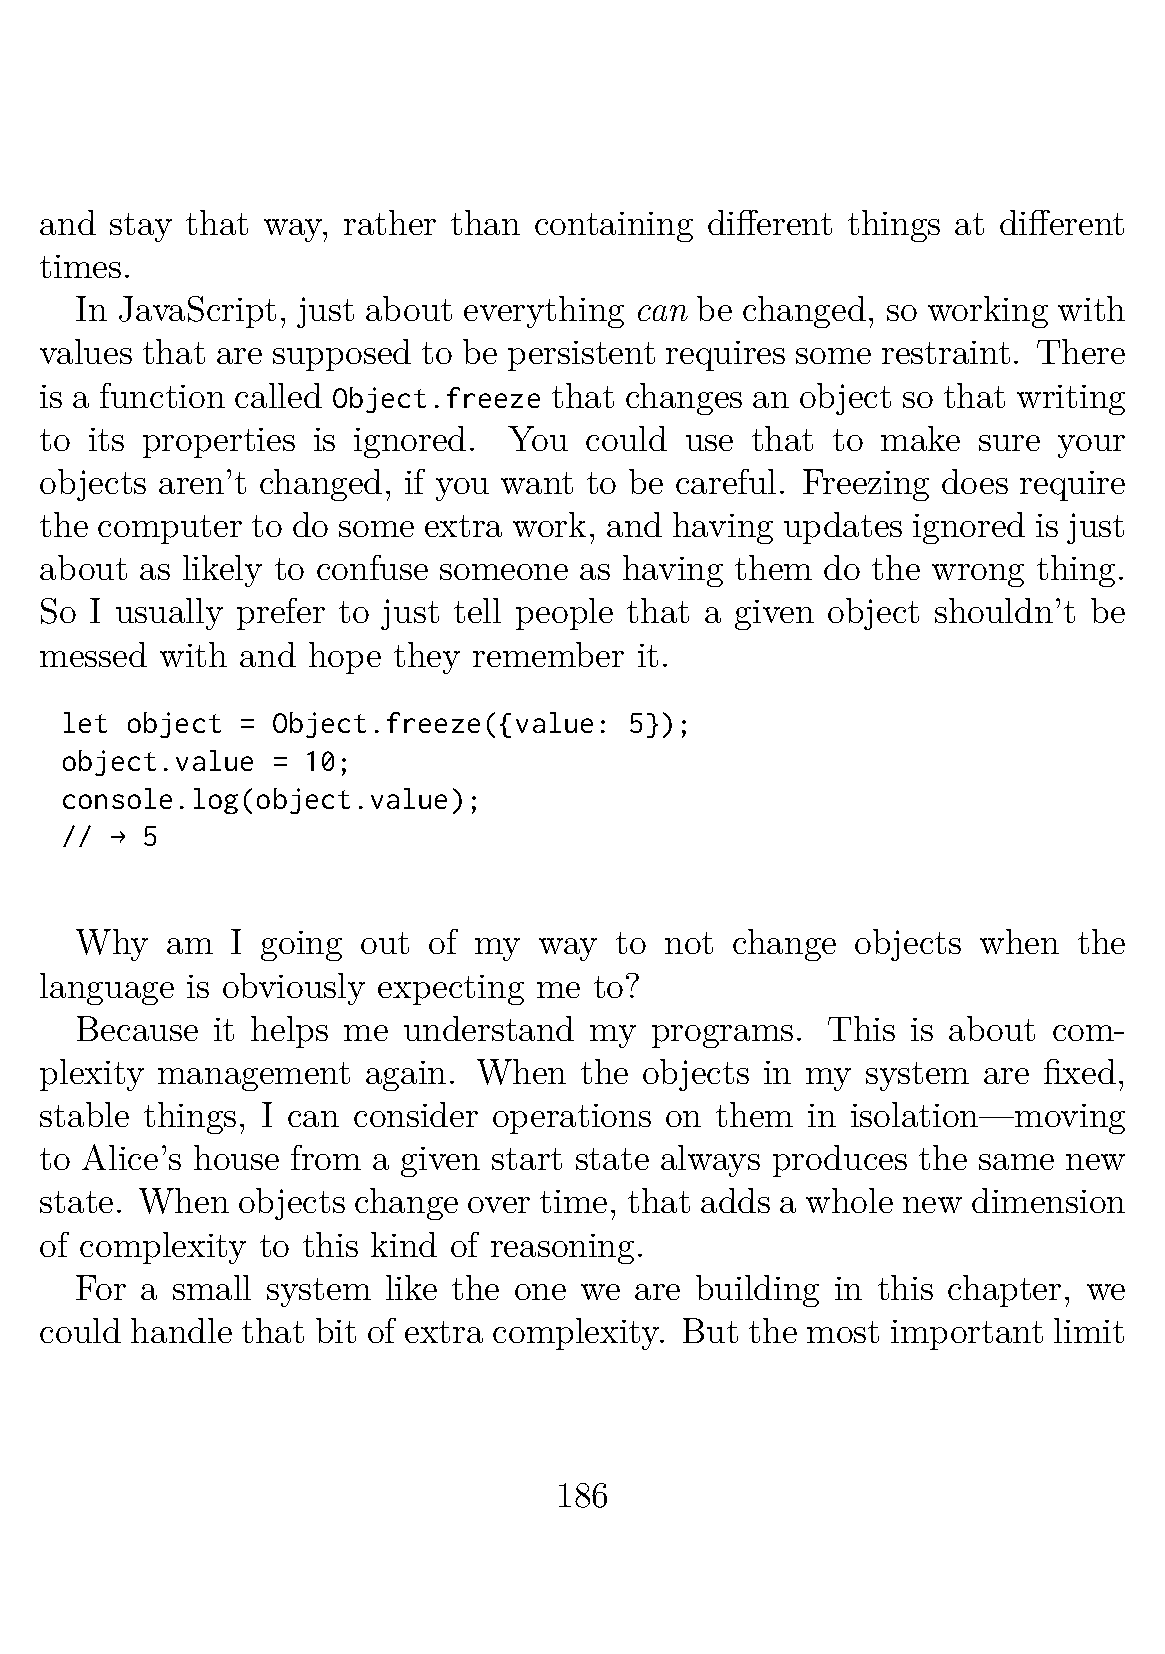 and stay that way, rather than containing different things at different
times.
In JavaScript, just about everything can be changed, so working with
values that are supposed to be persistent requires some restraint. There
is a function called Object.freeze that changes an object so that writing
to its properties is ignored. You could use that to make sure your
objects aren't changed, if you want to be careful. Freezing does require
the computer to do some extra work, and having updates ignored is just
about as likely to confuse someone as having them do the wrong thing.
So I usually prefer to just tell people that a given object shouldn't be
messed with and hope they remember it.
let object = Object.freeze({value: 5});
object.value = 10;
console.log(object.value);
// → 5
Why am I going out of my way to not change objects when the
language is obviously expecting me to?
Because it helps me understand my programs. This is about com-
plexity management again. When the objects in my system are fixed,
stable things, I can consider operations on them in isolation—moving
to Alice's house from a given start state always produces the same new
state. When objects change over time, that adds a whole new dimension
of complexity to this kind of reasoning.
For a small system like the one we are building in this chapter, we
could handle that bit of extra complexity. But the most important limit
186